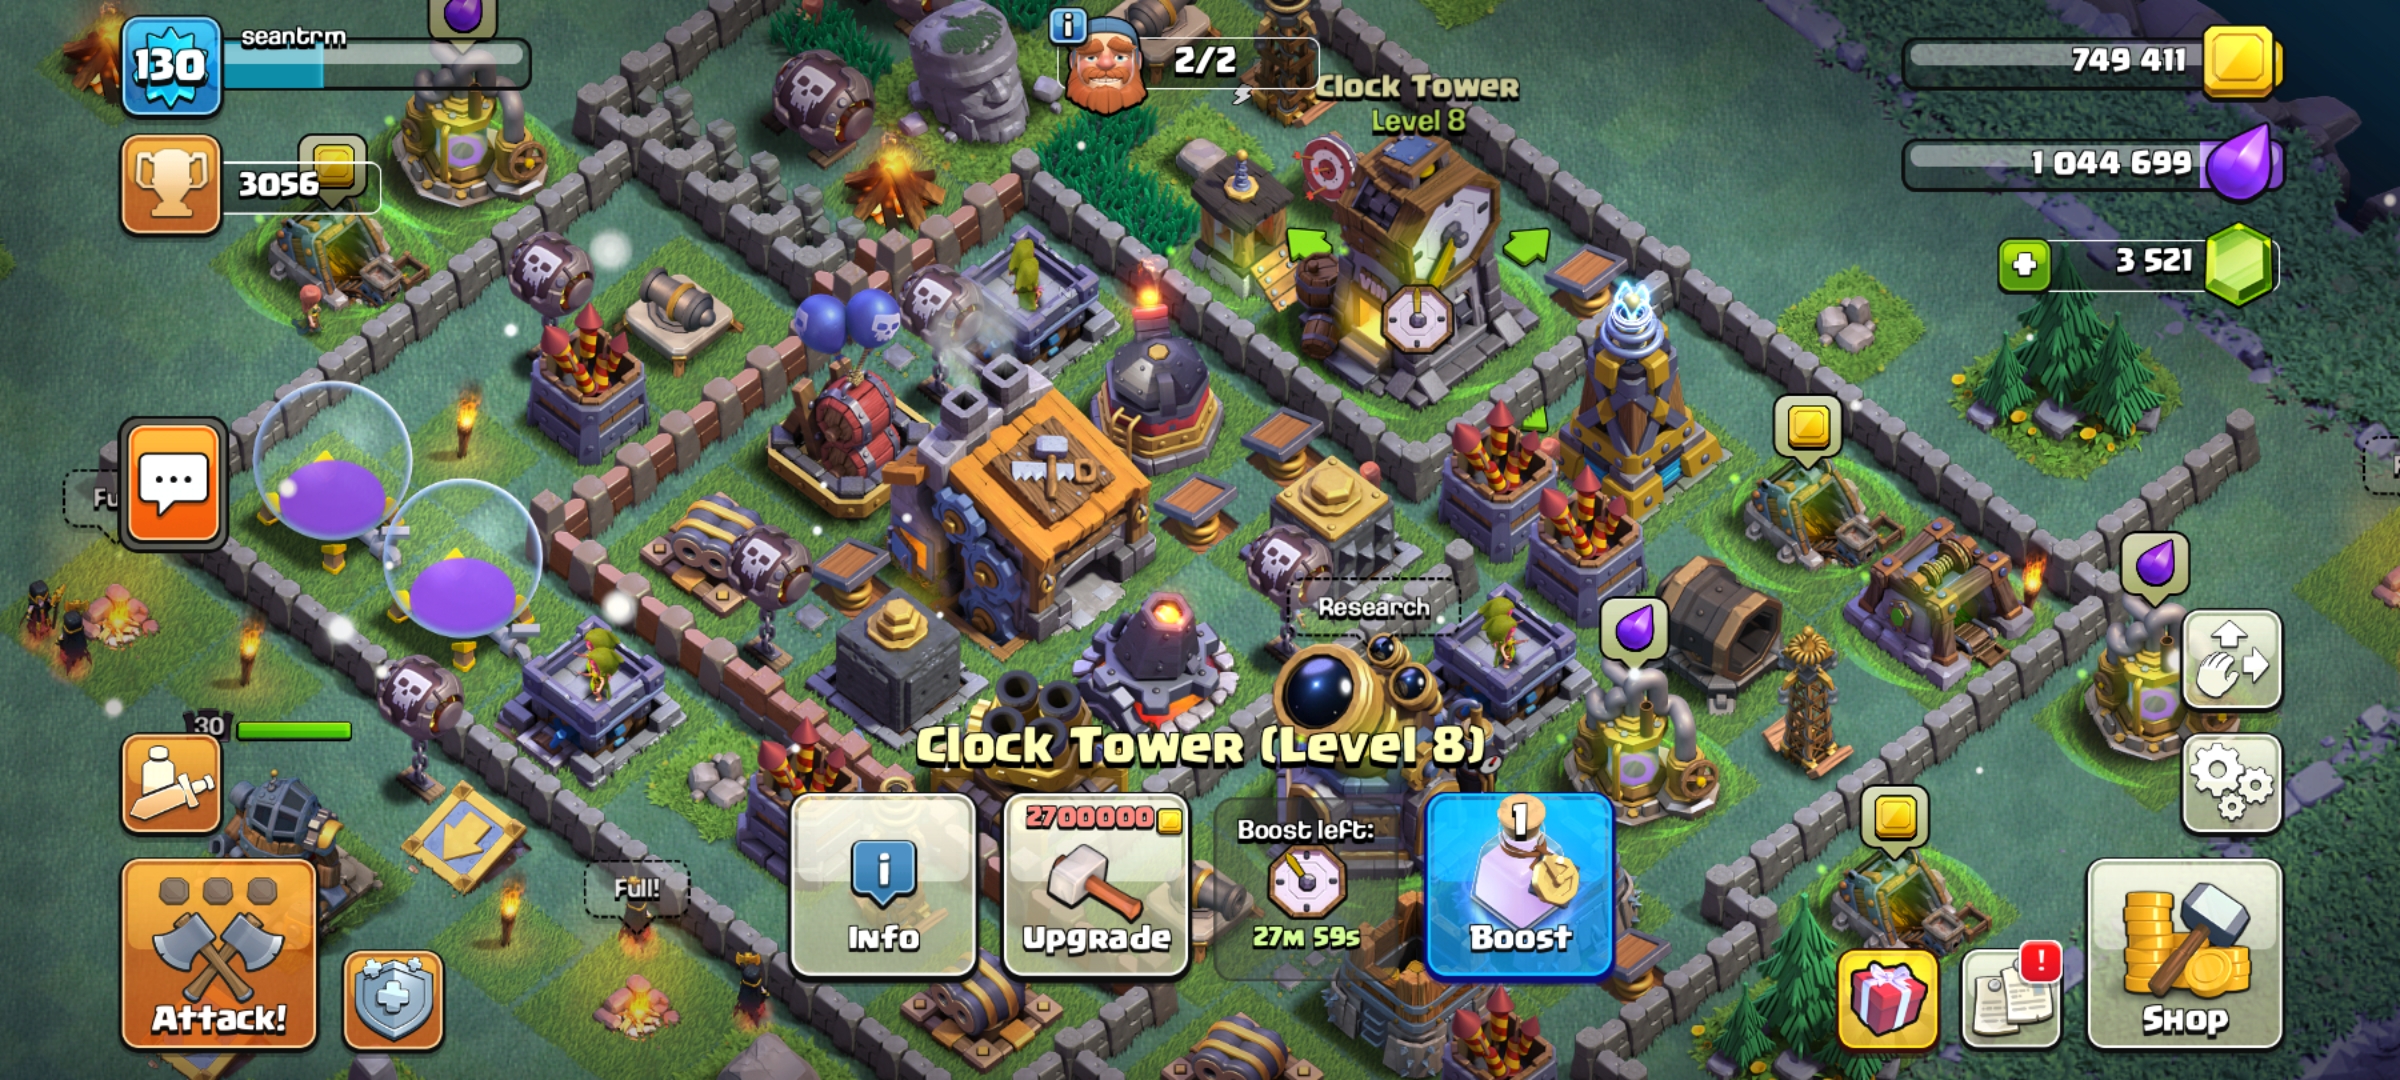 130
seantrm
2/2
749 411
Clock Tower
Level 8
3056
1 044 699
3 521
Fu
Research
30
Clock Tower (Level 8)
2700000
1
Boost left:
Full!
Info
Upgrade
27m 59s
Boost
!
Attack!
Shop